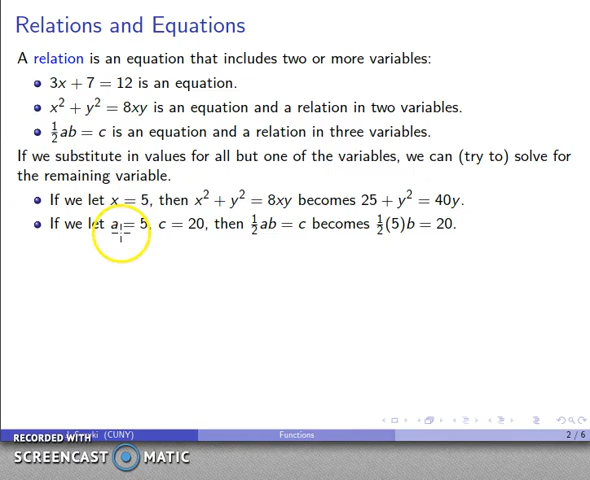 Relations and Equations
A relation is an equation that includes two or more variables:
3x + 7 = 12 is an equation.
x² + y² = 8xy is an equation and a relation in two variables.
½ab = c is an equation and a relation in three variables.
If we substitute in values for all but one of the variables, we can (try to) solve for
the remaining variable.
If we let x = 5, then x² + y² = 8xy becomes 25 + y² = 40y.
If we let a = 5, c = 20, then ½ab = c becomes ½(5)b = 20.
(CUNY) Functions 2 / 6
RECORDED WITH
SCREENCAST MATIC